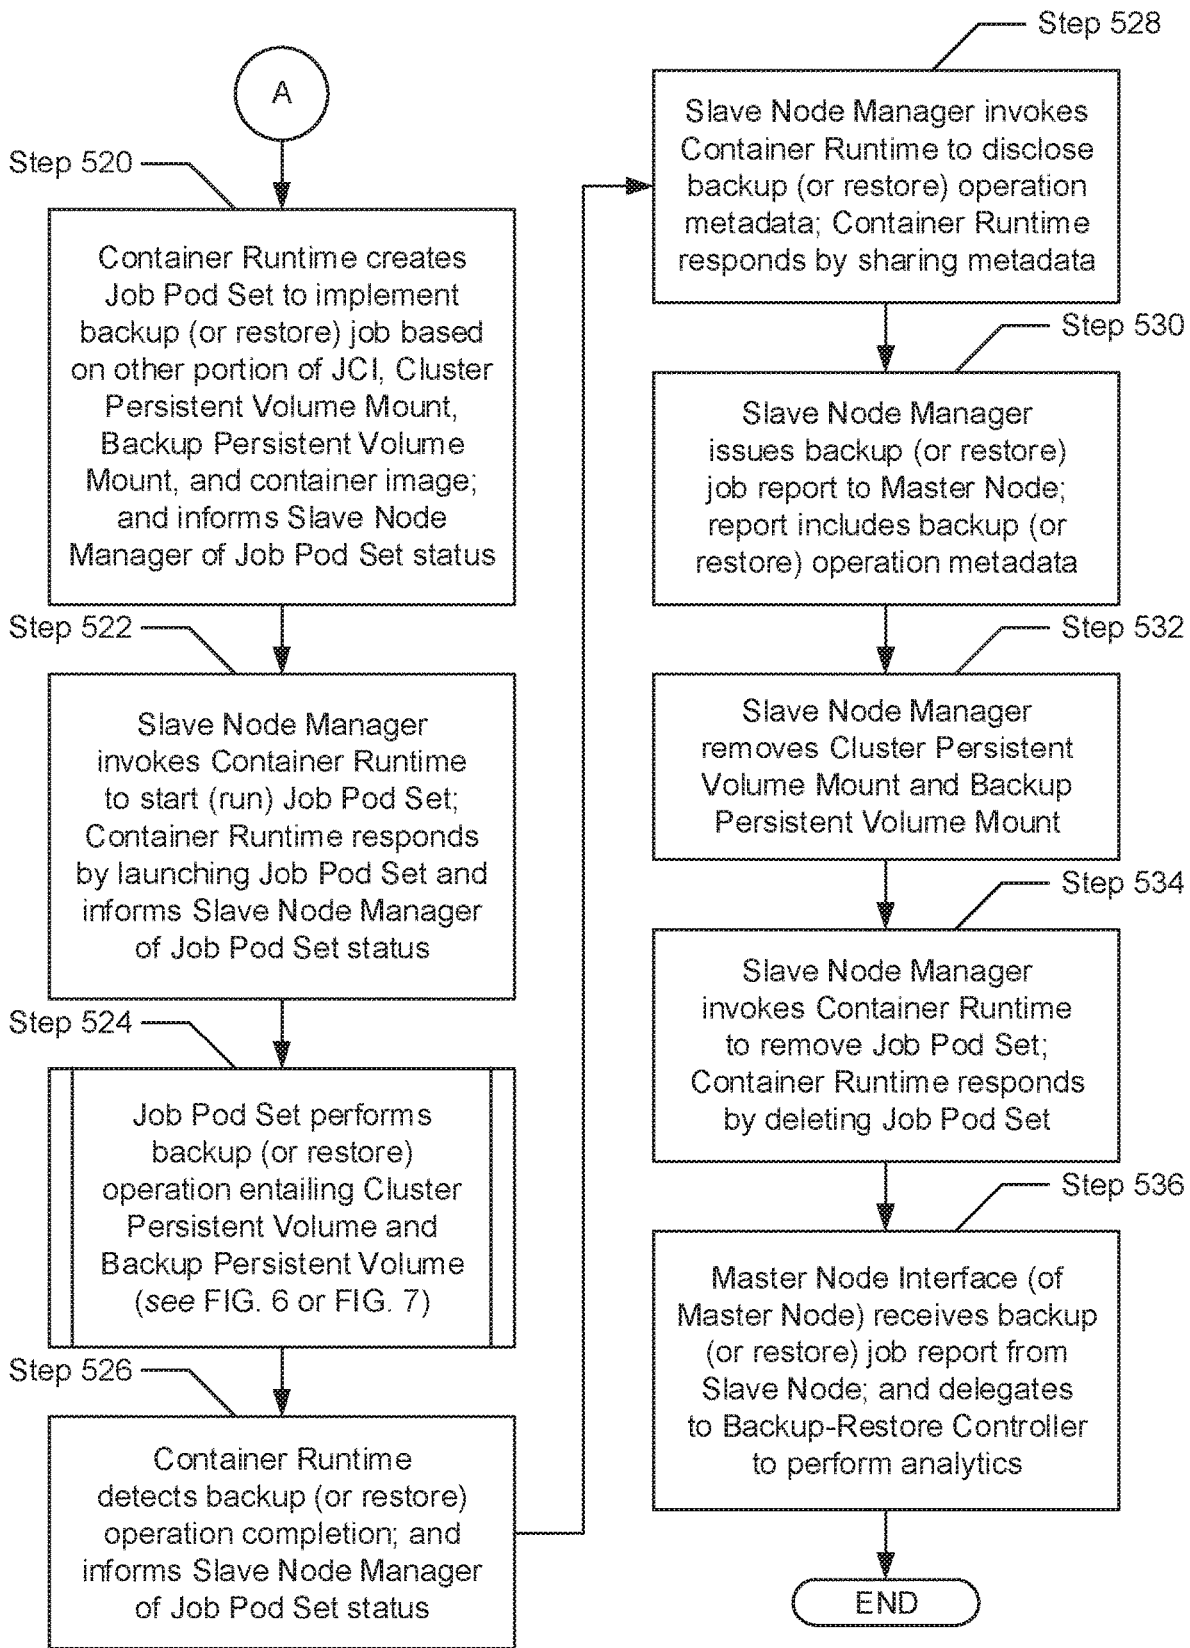 A
Step 520
Container Runtime creates
Job Pod Set to implement
backup (or restore) job based
on other portion of JCI, Cluster
Persistent Volume Mount,
Backup Persistent Volume
Mount, and container image;
and informs Slave Node
Manager of Job Pod Set status
Step 522
Slave Node Manager
invokes Container Runtime
to start (run) Job Pod Set;
Container Runtime responds
by launching Job Pod Set and
informs Slave Node Manager
of Job Pod Set status
Step 524
Job Pod Set performs
backup (or restore)
operation entailing Cluster
Persistent Volume and
Backup Persistent Volume
(see FIG. 6 or FIG. 7)
Step 526
Container Runtime
detects backup (or restore)
operation completion; and
informs Slave Node Manager
of Job Pod Set status
Step 528
Slave Node Manager invokes
Container Runtime to disclose
backup (or restore) operation
metadata; Container Runtime
responds by sharing metadata
Step 530
Slave Node Manager
issues backup (or restore)
job report to Master Node;
report includes backup (or
restore) operation metadata
Step 532
Slave Node Manager
removes Cluster Persistent
Volume Mount and Backup
Persistent Volume Mount
Step 534
Slave Node Manager
invokes Container Runtime
to remove Job Pod Set;
Container Runtime responds
by deleting Job Pod Set
Step 536
Master Node Interface (of
Master Node) receives backup
(or restore) job report from
Slave Node; and delegates
to Backup-Restore Controller
to perform analytics
END